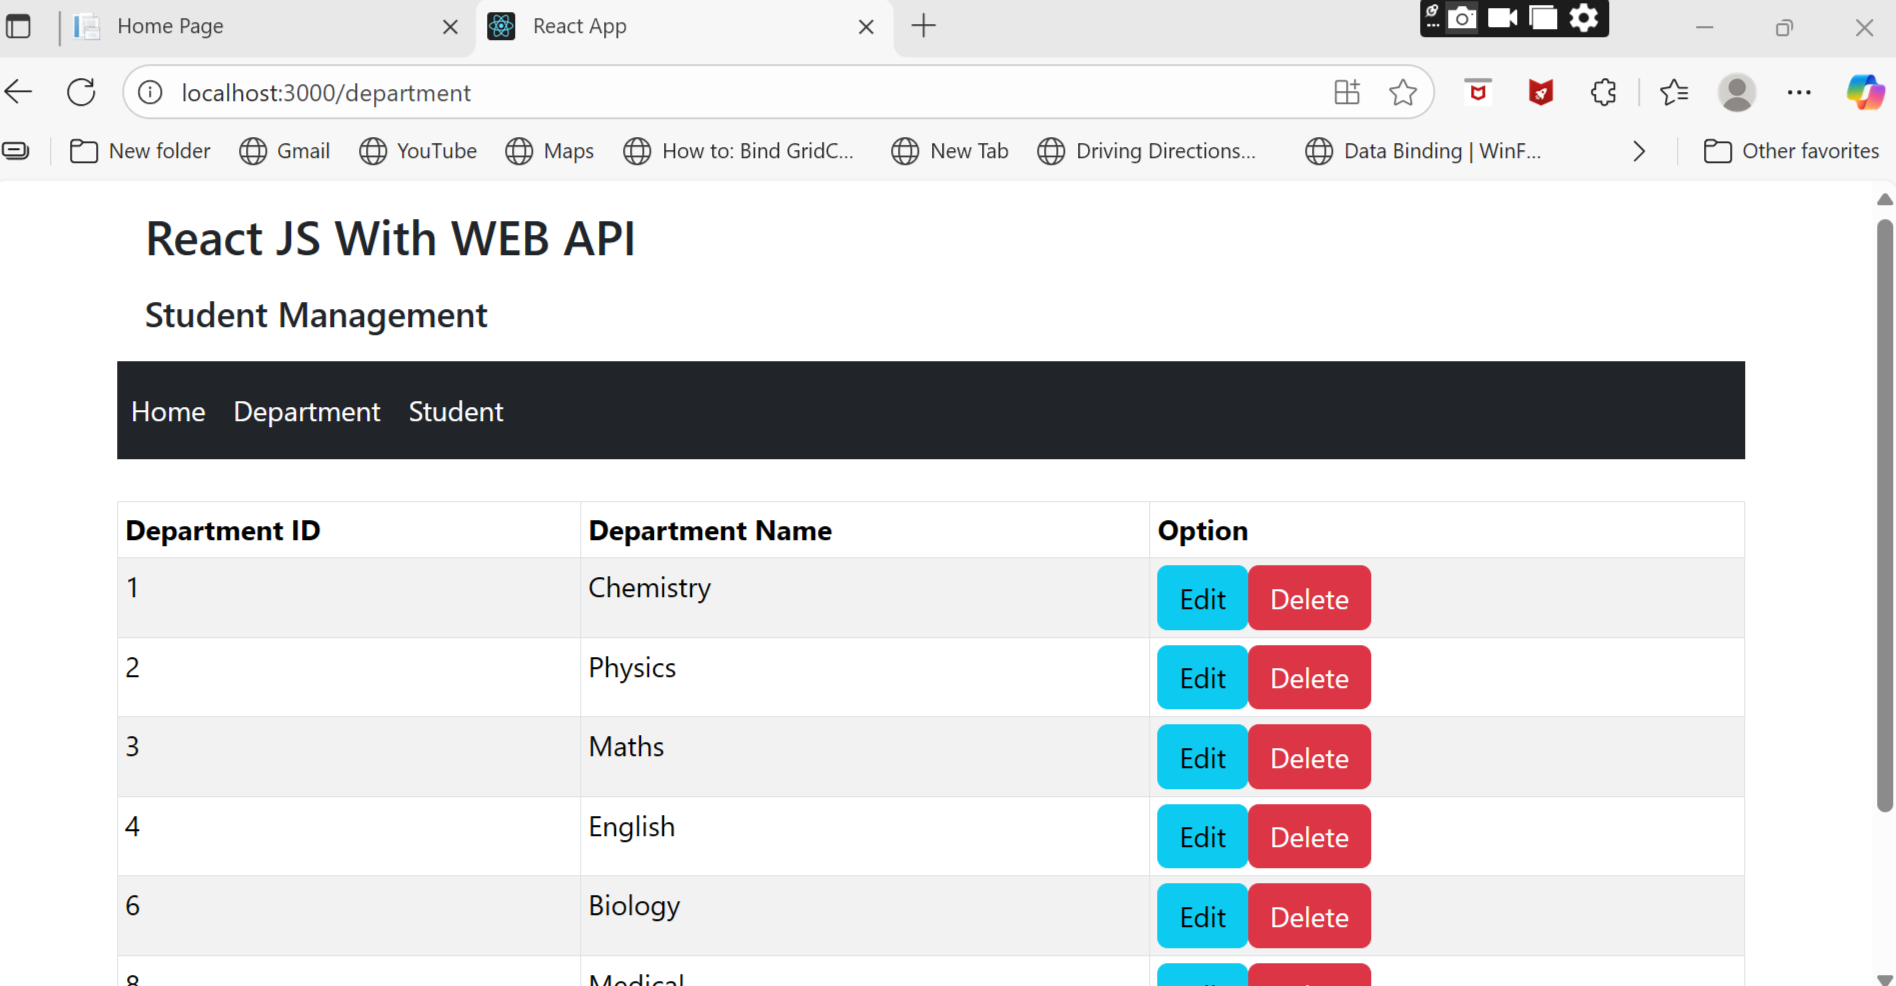 Home Page
React App
localhost:3000/department
New folder Gmail YouTube Maps How to: Bind GridC... New Tab Driving Directions... Data Binding | WinF... Other favorites
React JS With WEB API
Student Management
Home Department Student
Department ID Department Name Option
1 Chemistry Edit Delete
2 Physics Edit Delete
3 Maths Edit Delete
4 English Edit Delete
6 Biology Edit Delete
8 Medical